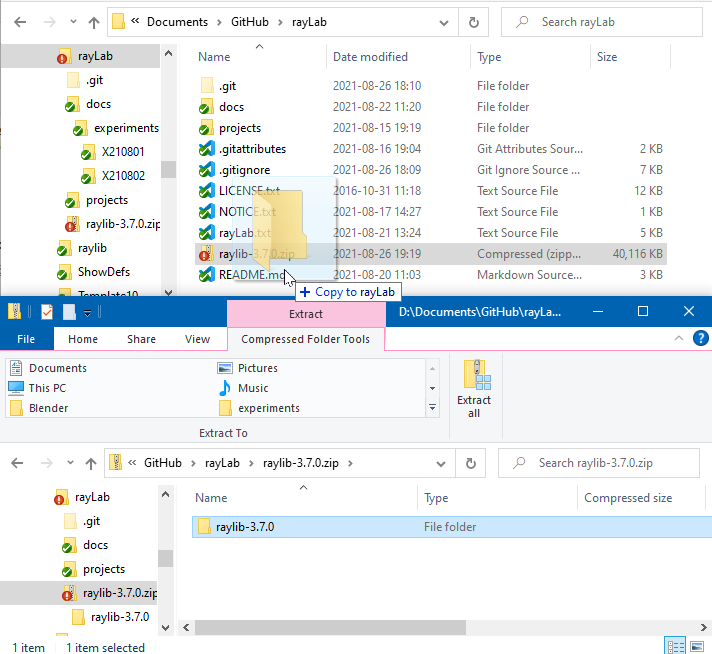 « Documents > GitHub > rayLab
Search rayLab
rayLab
.git
docs
experiments
X210801
X210802
projects
raylib-3.7.0.zip
raylib
ShowDefs
Template10
Name Date modified Type Size
.git 2021-08-26 18:10 File folder
docs 2021-08-22 11:20 File folder
projects 2021-08-15 19:19 File folder
.gitattributes 2021-08-16 19:04 Git Attributes Sour... 2 KB
.gitignore 2021-08-26 18:09 Git Ignore Source ... 7 KB
LICENSE.txt 2016-10-31 11:18 Text Source File 12 KB
NOTICE.txt 2021-08-17 14:27 Text Source File 1 KB
rayLab.txt 2021-08-21 13:24 Text Source File 5 KB
raylib-3.7.0.zip 2021-08-26 19:19 Compressed (zipp... 40,116 KB
README.md 2021-08-20 11:03 Markdown Source... 3 KB
+ Copy to rayLab
Extract D:\Documents\GitHub\rayLa...
File Home Share View Compressed Folder Tools
Documents Pictures
This PC Music
Blender experiments
Extract To
Extract
all
« GitHub > rayLab > raylib-3.7.0.zip >
Search raylib-3.7.0.zip
rayLab
.git
docs
projects
raylib-3.7.0.zip
raylib-3.7.0
Name Type Compressed size
raylib-3.7.0 File folder
1 item 1 item selected